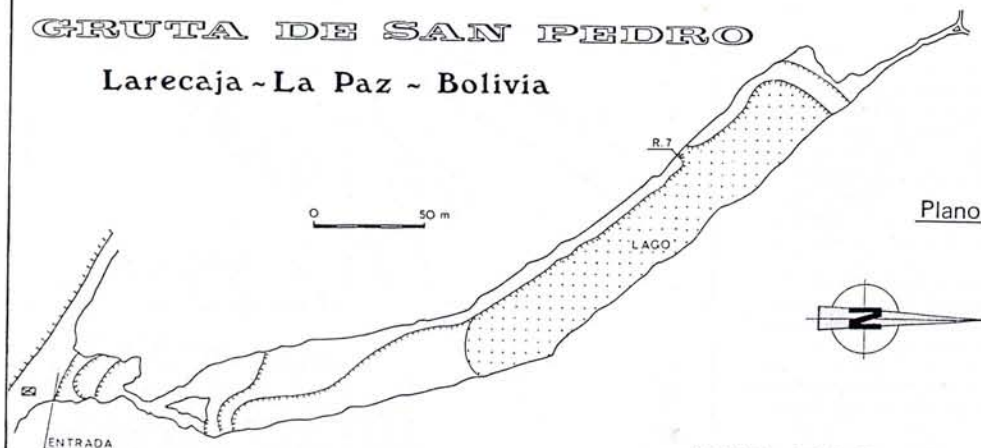 GRUTA DE SAN PEDRO
Larecaja ~ La Paz ~ Bolivia
R.7
0 50 m
Plano
LAGO
N
ENTRADA